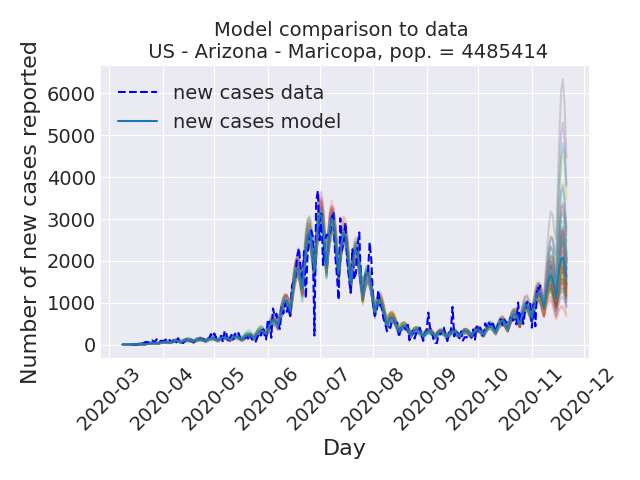 Model comparison to data
US - Arizona - Maricopa, pop. = 4485414
Number of new cases reported
6000
5000
4000
3000
2000
1000
0
new cases data
new cases model
2020-03
2020-04
2020-05
2020-06
2020-07
2020-08
2020-09
2020-10
2020-11
2020-12
Day